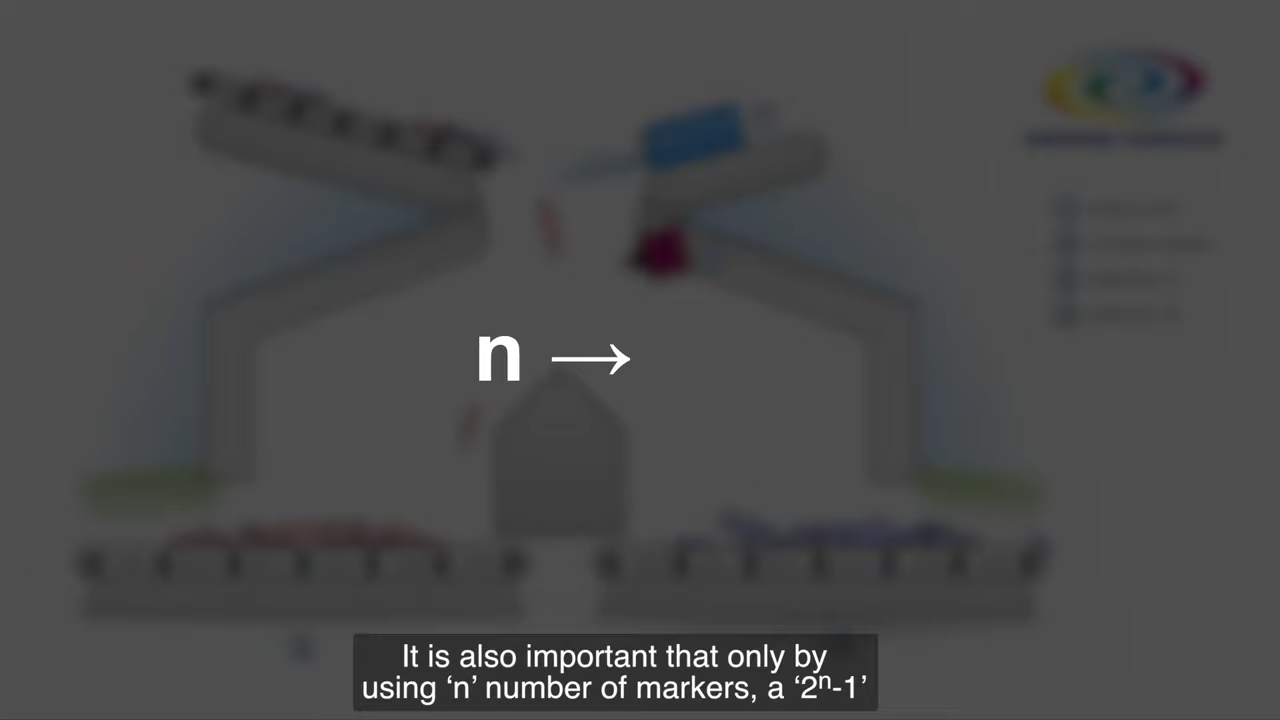 n →
It is also important that only by
using ‘n’ number of markers, a ‘2ⁿ-1’